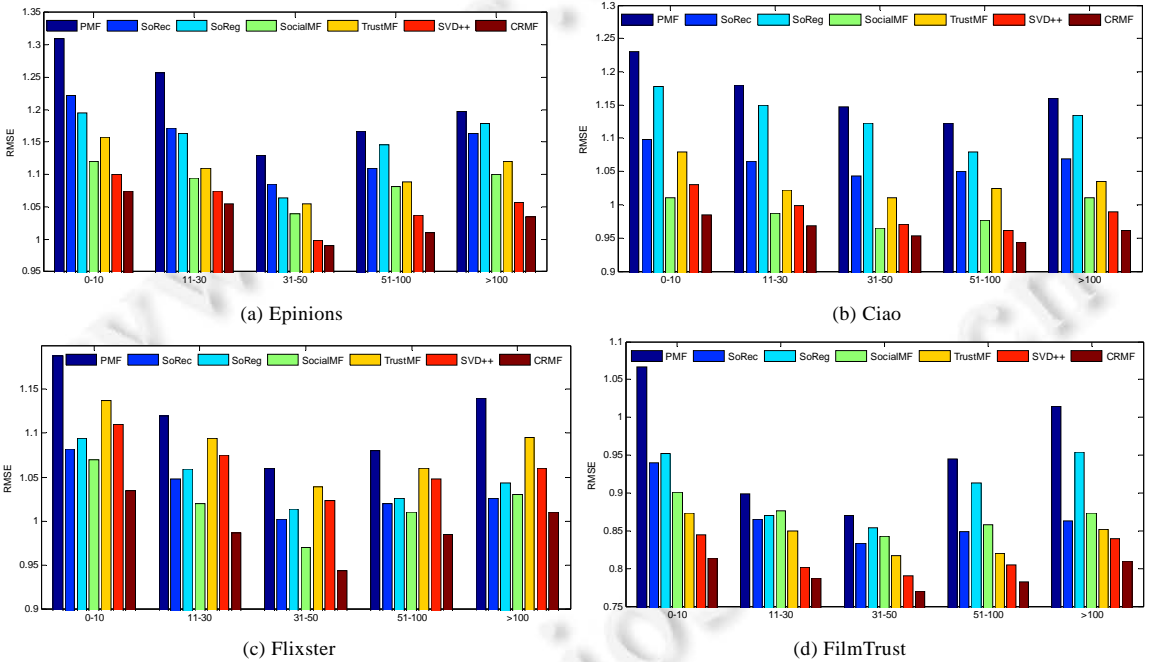 1.35
1.3
1.25
1.2
1.15
1.1
1.05
1
0.95
RMSE
PMF SoRec SoReg SocialMF TrustMF SVD++ CRMF
0-10 11-30 31-50 51-100 >100
(a) Epinions
1.3
1.25
1.2
1.15
1.1
1.05
1
0.95
0.9
RMSE
PMF SoRec SoReg SocialMF TrustMF SVD++ CRMF
0-10 11-30 31-50 51-100 >100
(b) Ciao
1.15
1.1
1.05
1
0.95
0.9
RMSE
PMF SoRec SoReg SocialMF TrustMF SVD++ CRMF
0-10 11-30 31-50 51-100 >100
(c) Flixster
1.1
1.05
1
0.95
0.9
0.85
0.8
0.75
RMSE
PMF SoRec SoReg SocialMF TrustMF SVD++ CRMF
0-10 11-30 31-50 51-100 >100
(d) FilmTrust